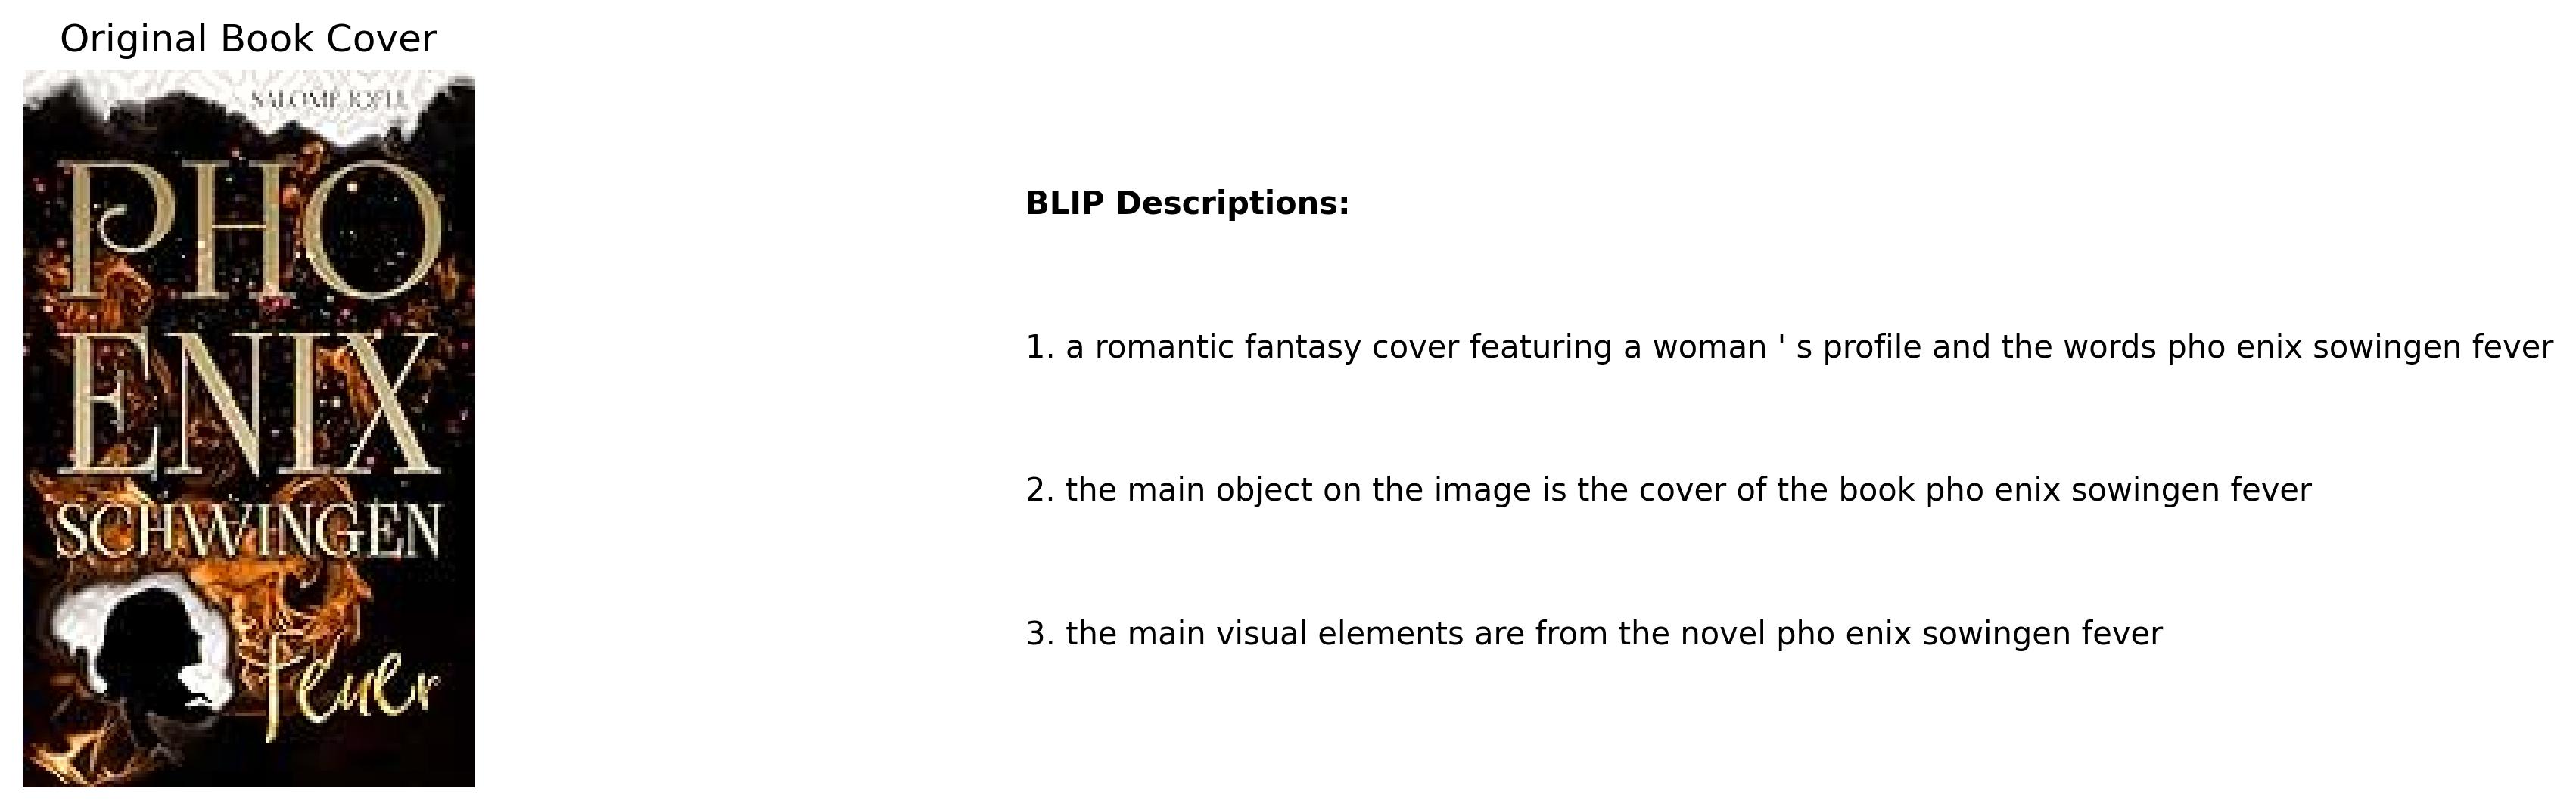 Original Book Cover
SALOMÉ JOELL
PHO
ENIX
SCHWINGEN
feuer
BLIP Descriptions:
1. a romantic fantasy cover featuring a woman ' s profile and the words pho enix sowingen fever
2. the main object on the image is the cover of the book pho enix sowingen fever
3. the main visual elements are from the novel pho enix sowingen fever